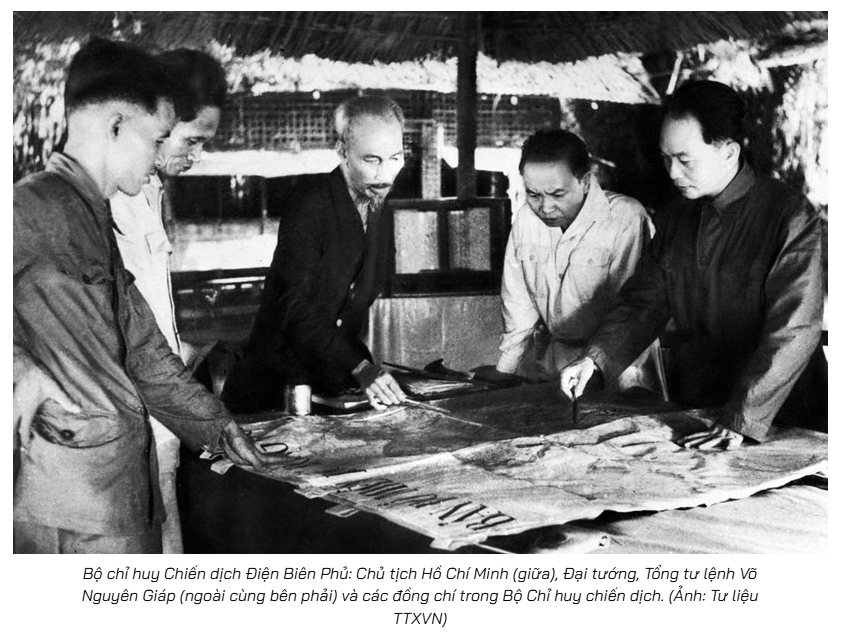 Bộ chỉ huy Chiến dịch Điện Biên Phủ: Chủ tịch Hồ Chí Minh (giữa), Đại tướng, Tổng tư lệnh Võ
Nguyên Giáp (ngoài cùng bên phải) và các đồng chí trong Bộ Chỉ huy chiến dịch. (Ảnh: Tư liệu
TTXVN)